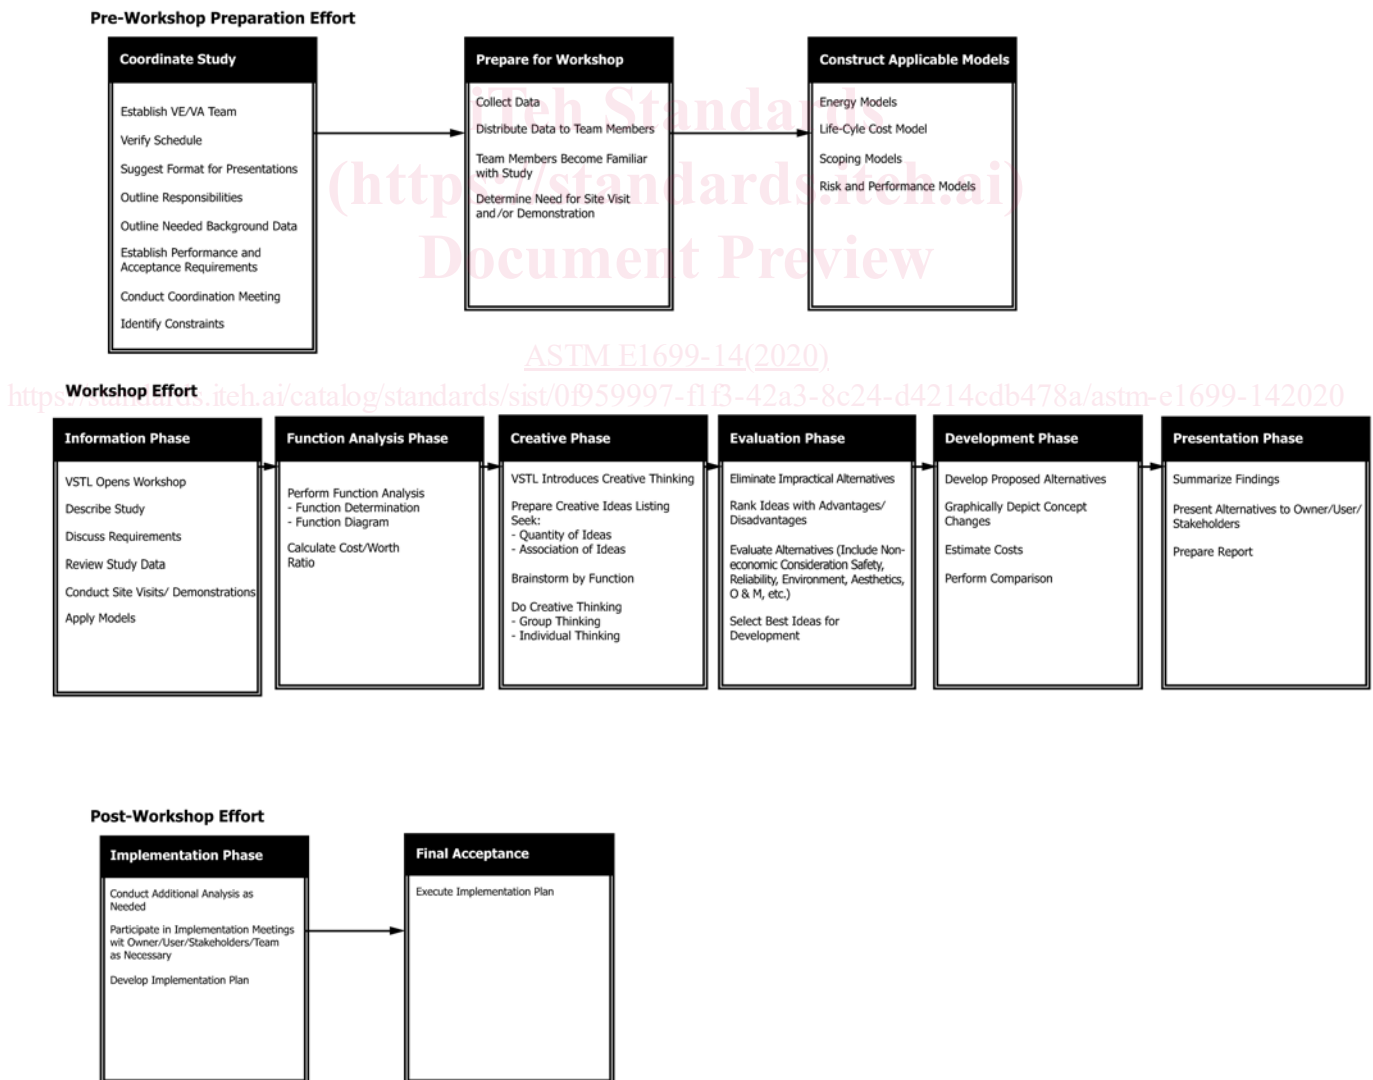 Pre-Workshop Preparation Effort
Coordinate Study
Establish VE/VA Team
Verify Schedule
Suggest Format for Presentations
Outline Responsibilities
Outline Needed Background Data
Establish Performance and
Acceptance Requirements
Conduct Coordination Meeting
Identify Constraints
Prepare for Workshop
Collect Data
Distribute Data to Team Members
Team Members Become Familiar
with Study
Determine Need for Site Visit
and/or Demonstration
Construct Applicable Models
Energy Models
Life-Cyle Cost Model
Scoping Models
Risk and Performance Models
iTeh Standards
(https://standards.iteh.ai)
Document Preview
ASTM E1699-14(2020)
https://standards.iteh.ai/catalog/standards/sist/0f959997-f1f3-42a3-8c24-d4214cdb478a/astm-e1699-142020
Workshop Effort
Information Phase
VSTL Opens Workshop
Describe Study
Discuss Requirements
Review Study Data
Conduct Site Visits/ Demonstrations
Apply Models
Function Analysis Phase
Perform Function Analysis
- Function Determination
- Function Diagram
Calculate Cost/Worth
Ratio
Creative Phase
VSTL Introduces Creative Thinking
Prepare Creative Ideas Listing
Seek:
- Quantity of Ideas
- Association of Ideas
Brainstorm by Function
Do Creative Thinking
- Group Thinking
- Individual Thinking
Evaluation Phase
Eliminate Impractical Alternatives
Rank Ideas with Advantages/
Disadvantages
Evaluate Alternatives (Include Non-
economic Consideration Safety,
Reliability, Environment, Aesthetics,
O & M, etc.)
Select Best Ideas for
Development
Development Phase
Develop Proposed Alternatives
Graphically Depict Concept
Changes
Estimate Costs
Perform Comparison
Presentation Phase
Summarize Findings
Present Alternatives to Owner/User/
Stakeholders
Prepare Report
Post-Workshop Effort
Implementation Phase
Conduct Additional Analysis as
Needed
Participate in Implementation Meetings
wit Owner/User/Stakeholders/Team
as Necessary
Develop Implementation Plan
Final Acceptance
Execute Implementation Plan